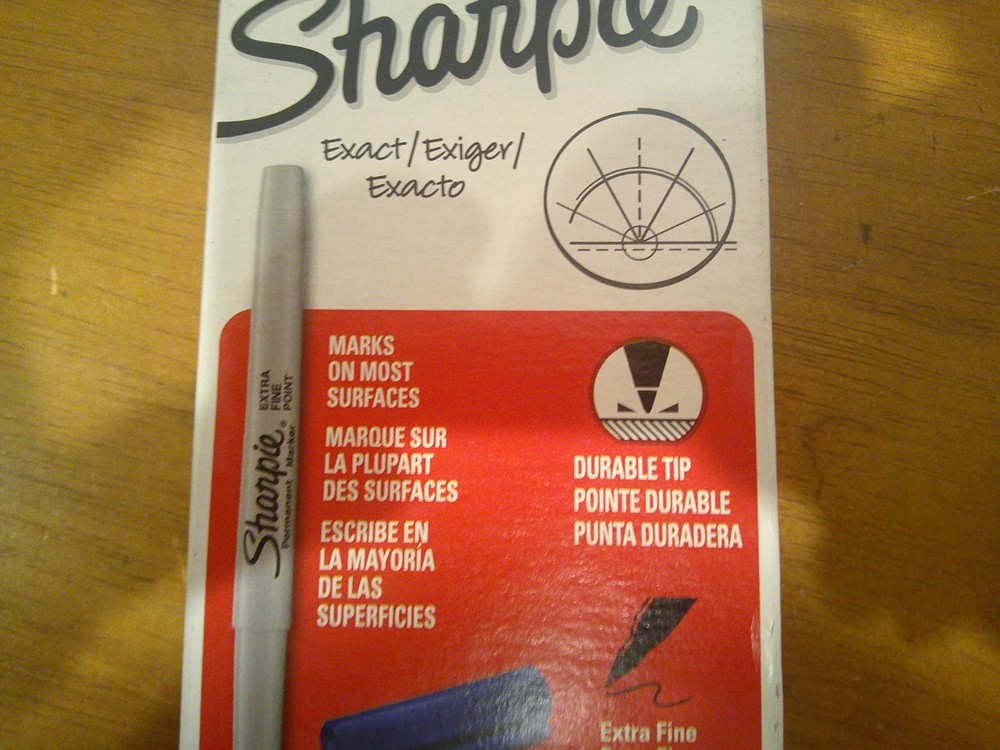 Sharpie
Exact/Exiger/
Exacto
MARKS
ON MOST
SURFACES
MARQUE SUR
LA PLUPART
DES SURFACES
ESCRIBE EN
LA MAYORÍA
DE LAS
SUPERFICIES
DURABLE TIP
POINTE DURABLE
PUNTA DURADERA
Extra Fine
Sharpie®
Permanent Marker
EXTRA
FINE
POINT